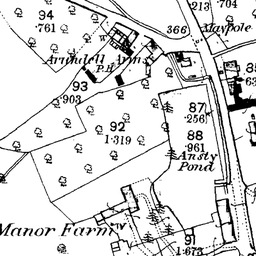 94
·761
366
213
·704
Maypole
Arundell Arms
P.H.
85
93
·903
87
·256
92
1·319
88
·961
Ansty
Pond
Manor Farm
W
91
1·673